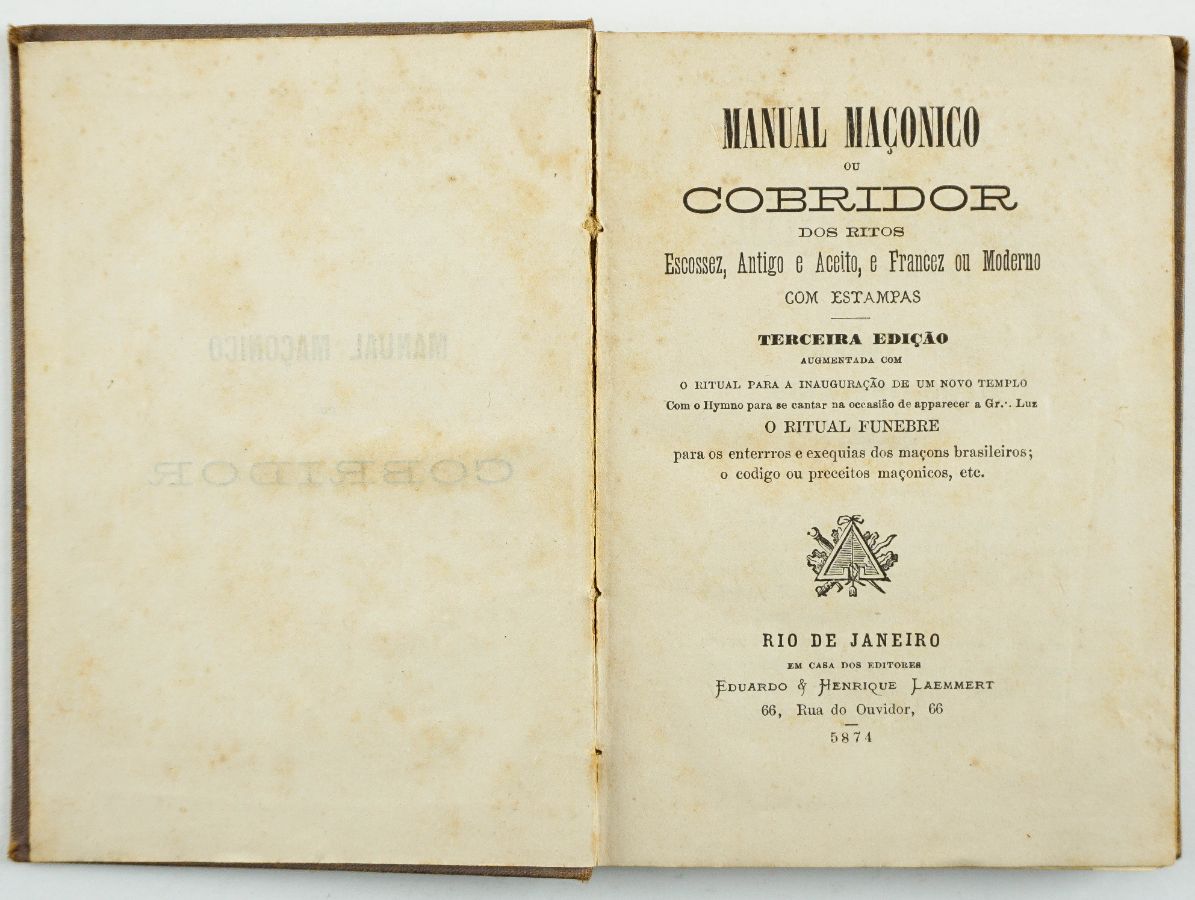 MANUAL MAÇONICO
OU
COBRIDOR
DOS RITOS
Escossez, Antigo e Aceito, e Francez ou Moderno
COM ESTAMPAS
TERCEIRA EDIÇÃO
AUGMENTADA COM
O RITUAL PARA A INAUGURAÇÃO DE UM NOVO TEMPLO
Com o Hymno para se cantar na occasião de apparecer a Gr.·. Luz
O RITUAL FUNEBRE
para os enterrros e exequias dos maçons brasileiros;
o codigo ou preceitos maçonicos, etc.
RIO DE JANEIRO
EM CASA DOS EDITORES
EDUARDO & HENRIQUE LAEMMERT
66, Rua do Ouvidor, 66
5874